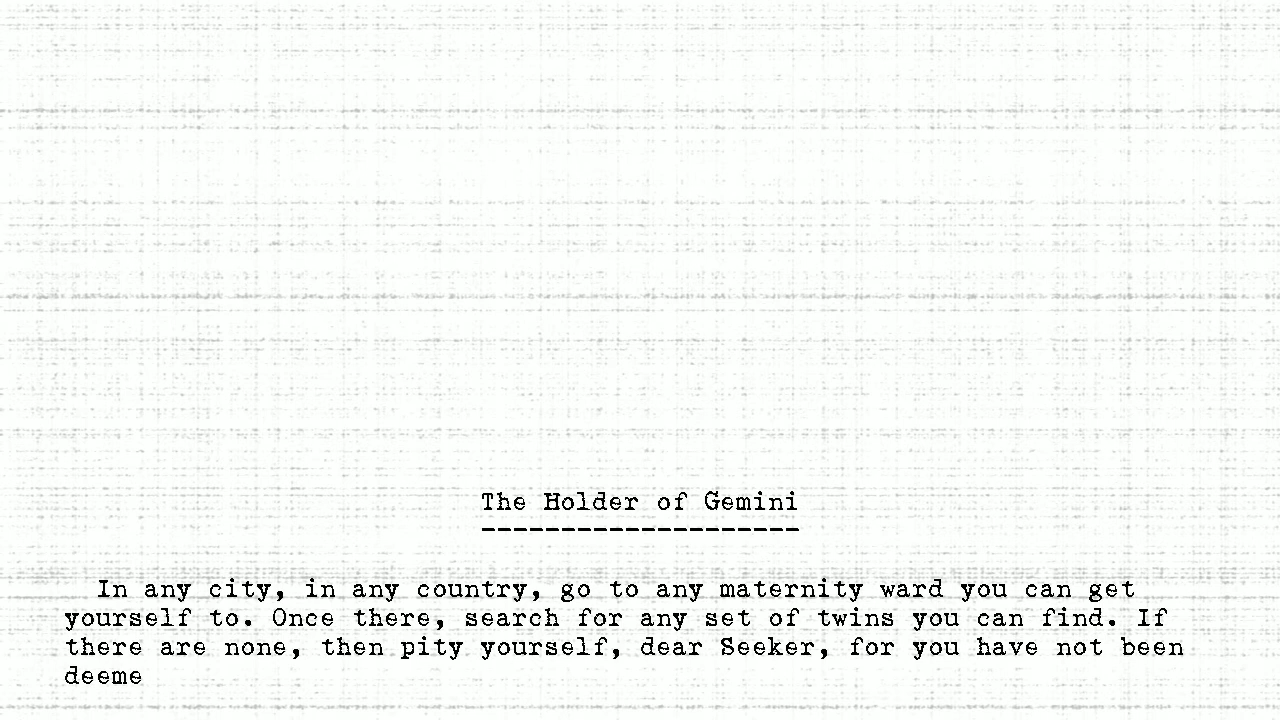 The Holder of Gemini
--------------------
In any city, in any country, go to any maternity ward you can get
yourself to. Once there, search for any set of twins you can find. If
there are none, then pity yourself, dear Seeker, for you have not been
deeme